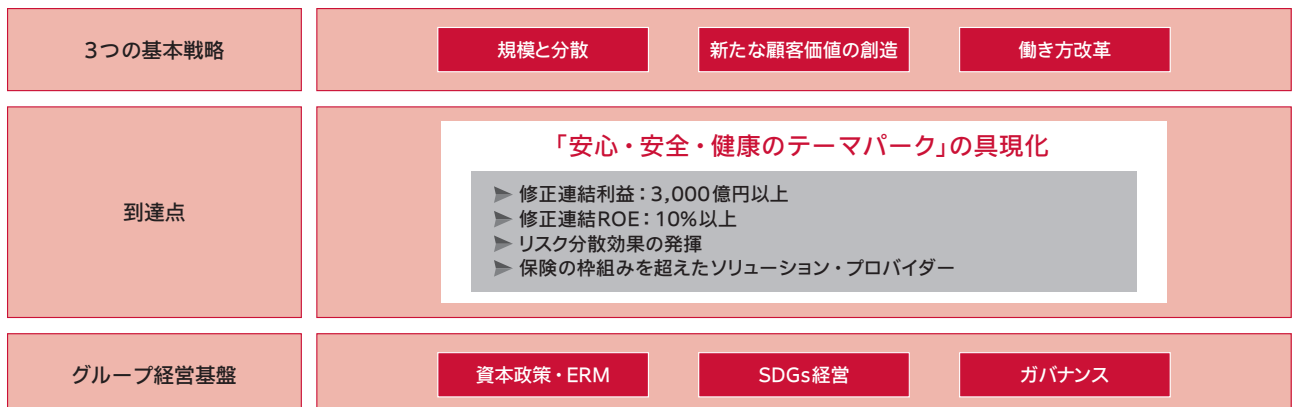 3つの基本戦略
規模と分散
新たな顧客価値の創造
働き方改革
到達点
「安心・安全・健康のテーマパーク」の具現化
➤ 修正連結利益：3,000億円以上
➤ 修正連結ROE：10%以上
➤ リスク分散効果の発揮
➤ 保険の枠組みを超えたソリューション・プロバイダー
グループ経営基盤
資本政策・ERM
SDGs経営
ガバナンス